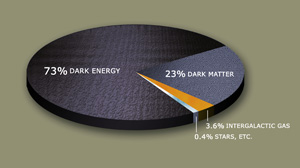 73% DARK ENERGY
23% DARK MATTER
3.6% INTERGALACTIC GAS
0.4% STARS, ETC.